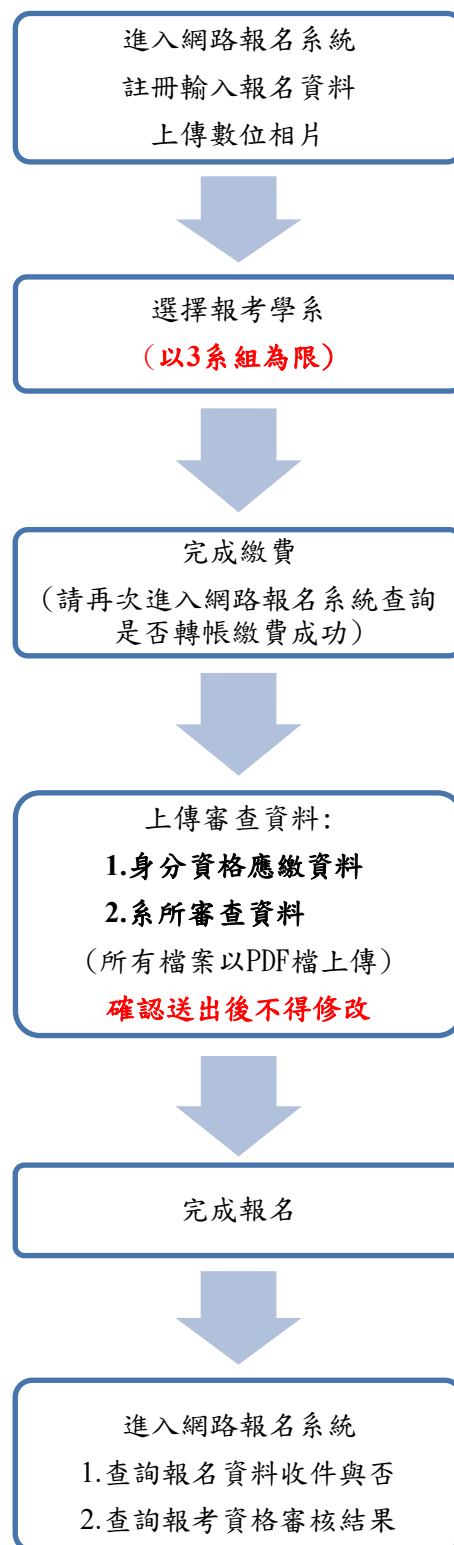 進入網路報名系統
註冊輸入報名資料
上傳數位相片
選擇報考學系
(以3系組為限)
完成繳費
(請再次進入網路報名系統查詢
是否轉帳繳費成功)
上傳審查資料:
1.身分資格應繳資料
2.系所審查資料
(所有檔案以PDF檔上傳)
確認送出後不得修改
完成報名
進入網路報名系統
1.查詢報名資料收件與否
2.查詢報考資格審核結果